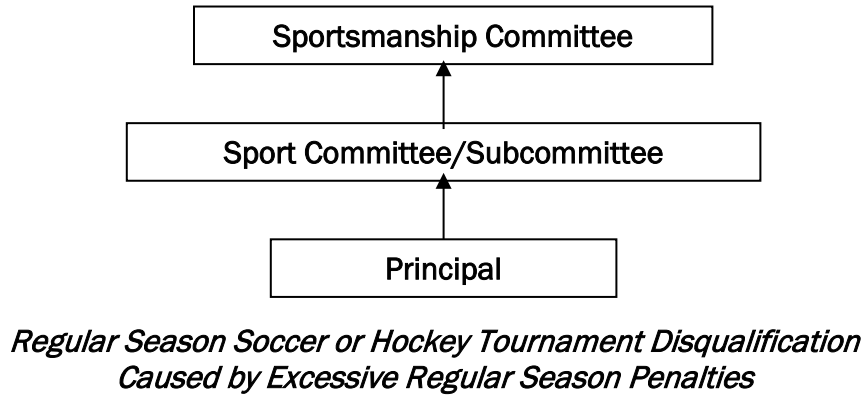 Sportsmanship Committee
Sport Committee/Subcommittee
Principal
Regular Season Soccer or Hockey Tournament Disqualification
Caused by Excessive Regular Season Penalties